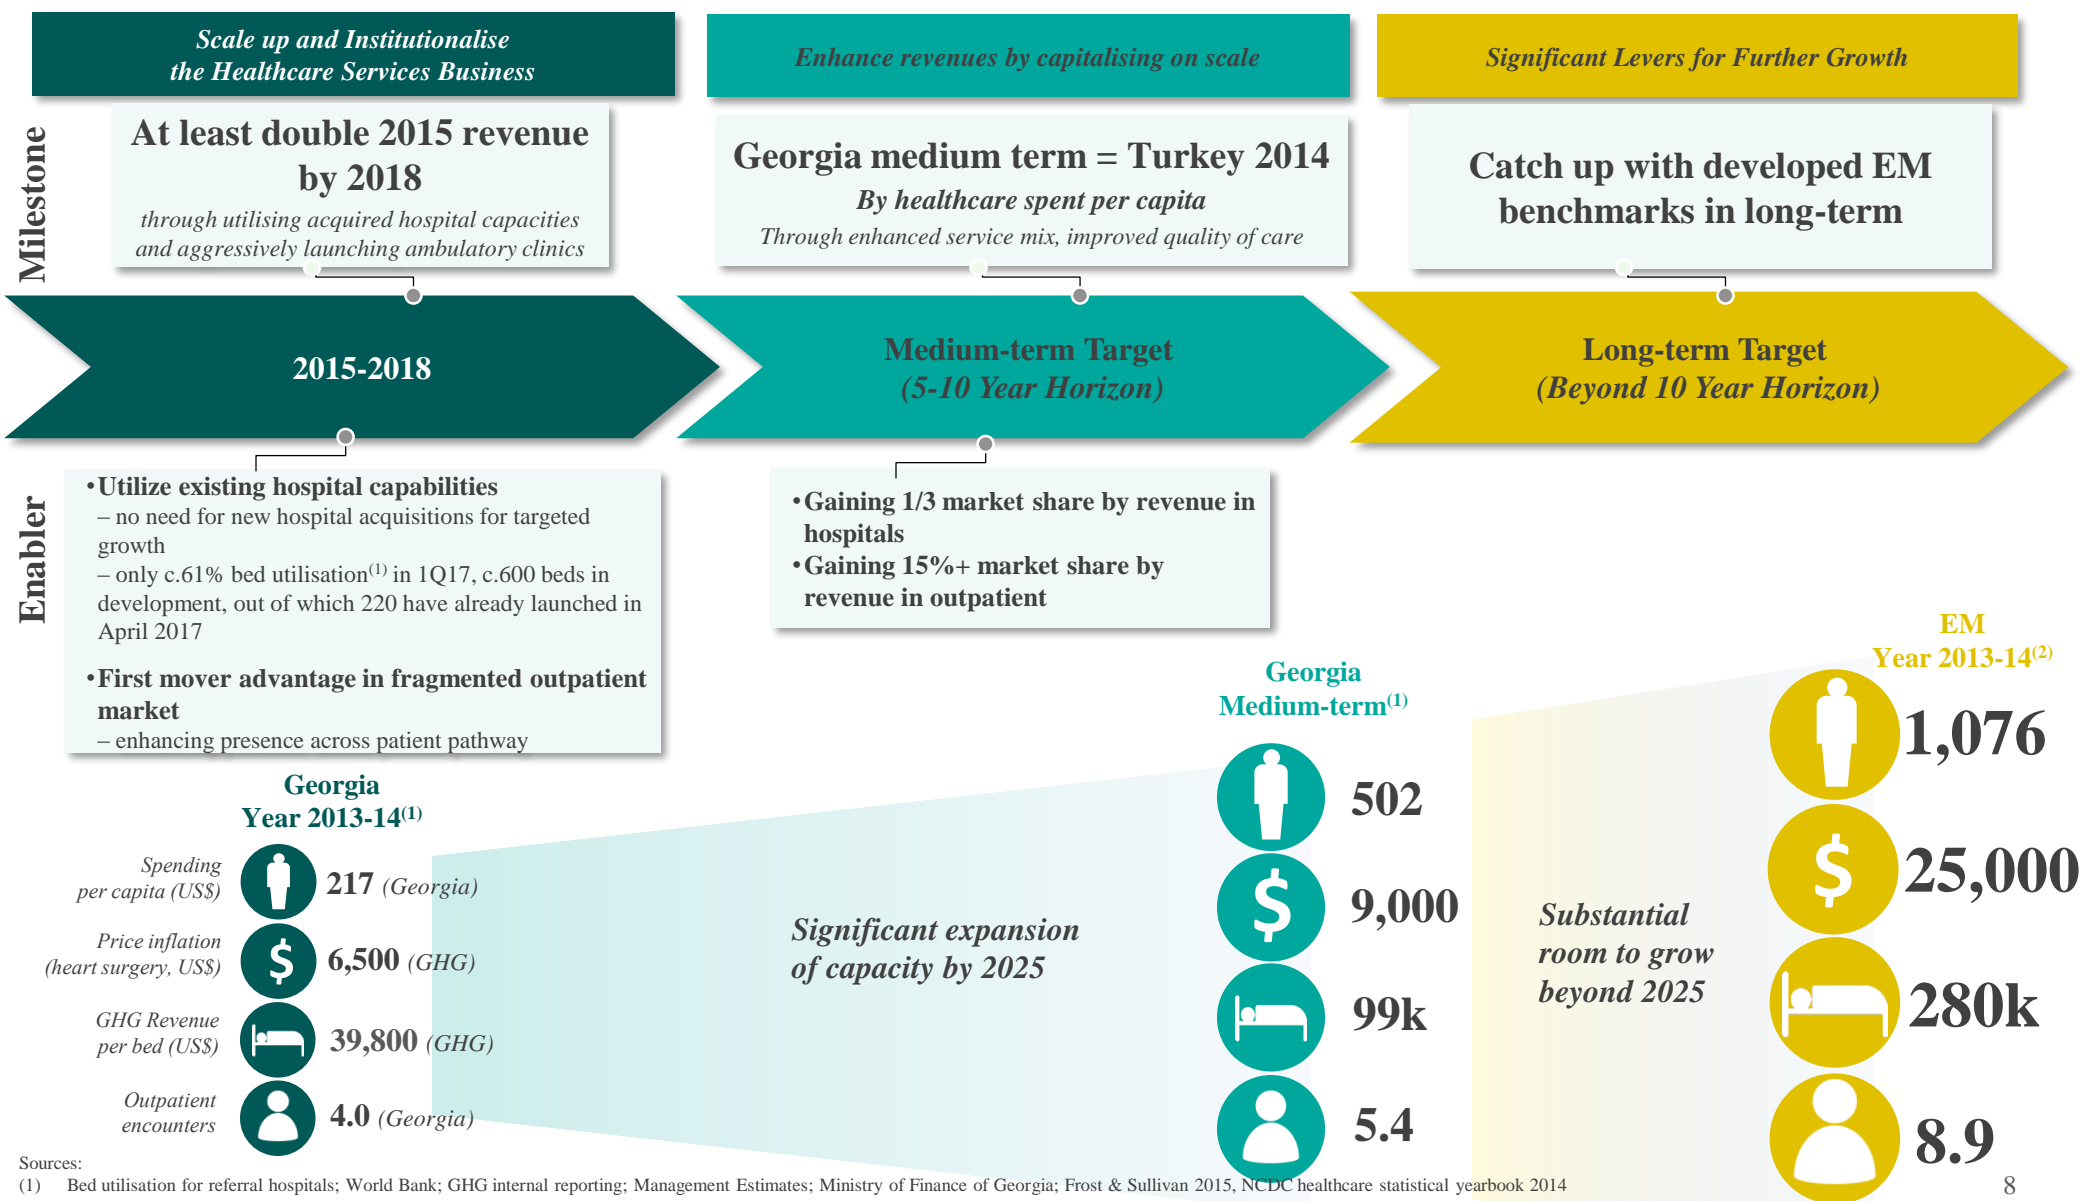 Scale up and Institutionalise
the Healthcare Services Business
Enhance revenues by capitalising on scale
Significant Levers for Further Growth
Milestone
At least double 2015 revenue
by 2018
through utilising acquired hospital capacities
and aggressively launching ambulatory clinics
Georgia medium term = Turkey 2014
By healthcare spent per capita
Through enhanced service mix, improved quality of care
Catch up with developed EM
benchmarks in long-term
2015-2018
Medium-term Target
(5-10 Year Horizon)
Long-term Target
(Beyond 10 Year Horizon)
Enabler
•Utilize existing hospital capabilities
– no need for new hospital acquisitions for targeted
growth
– only c.61% bed utilisation(1) in 1Q17, c.600 beds in
development, out of which 220 have already launched in
April 2017
•First mover advantage in fragmented outpatient
market
– enhancing presence across patient pathway
•Gaining 1/3 market share by revenue in
hospitals
•Gaining 15%+ market share by
revenue in outpatient
Georgia
Year 2013-14(1)
Spending
per capita (US$)
217 (Georgia)
Price inflation
(heart surgery, US$)
$
6,500 (GHG)
GHG Revenue
per bed (US$)
39,800 (GHG)
Outpatient
encounters
4.0 (Georgia)
Significant expansion
of capacity by 2025
Georgia
Medium-term(1)
502
$
9,000
99k
5.4
Substantial
room to grow
beyond 2025
EM
Year 2013-14(2)
1,076
$
25,000
280k
8.9
Sources:
(1) Bed utilisation for referral hospitals; World Bank; GHG internal reporting; Management Estimates; Ministry of Finance of Georgia; Frost & Sullivan 2015, NCDC healthcare statistical yearbook 2014
8